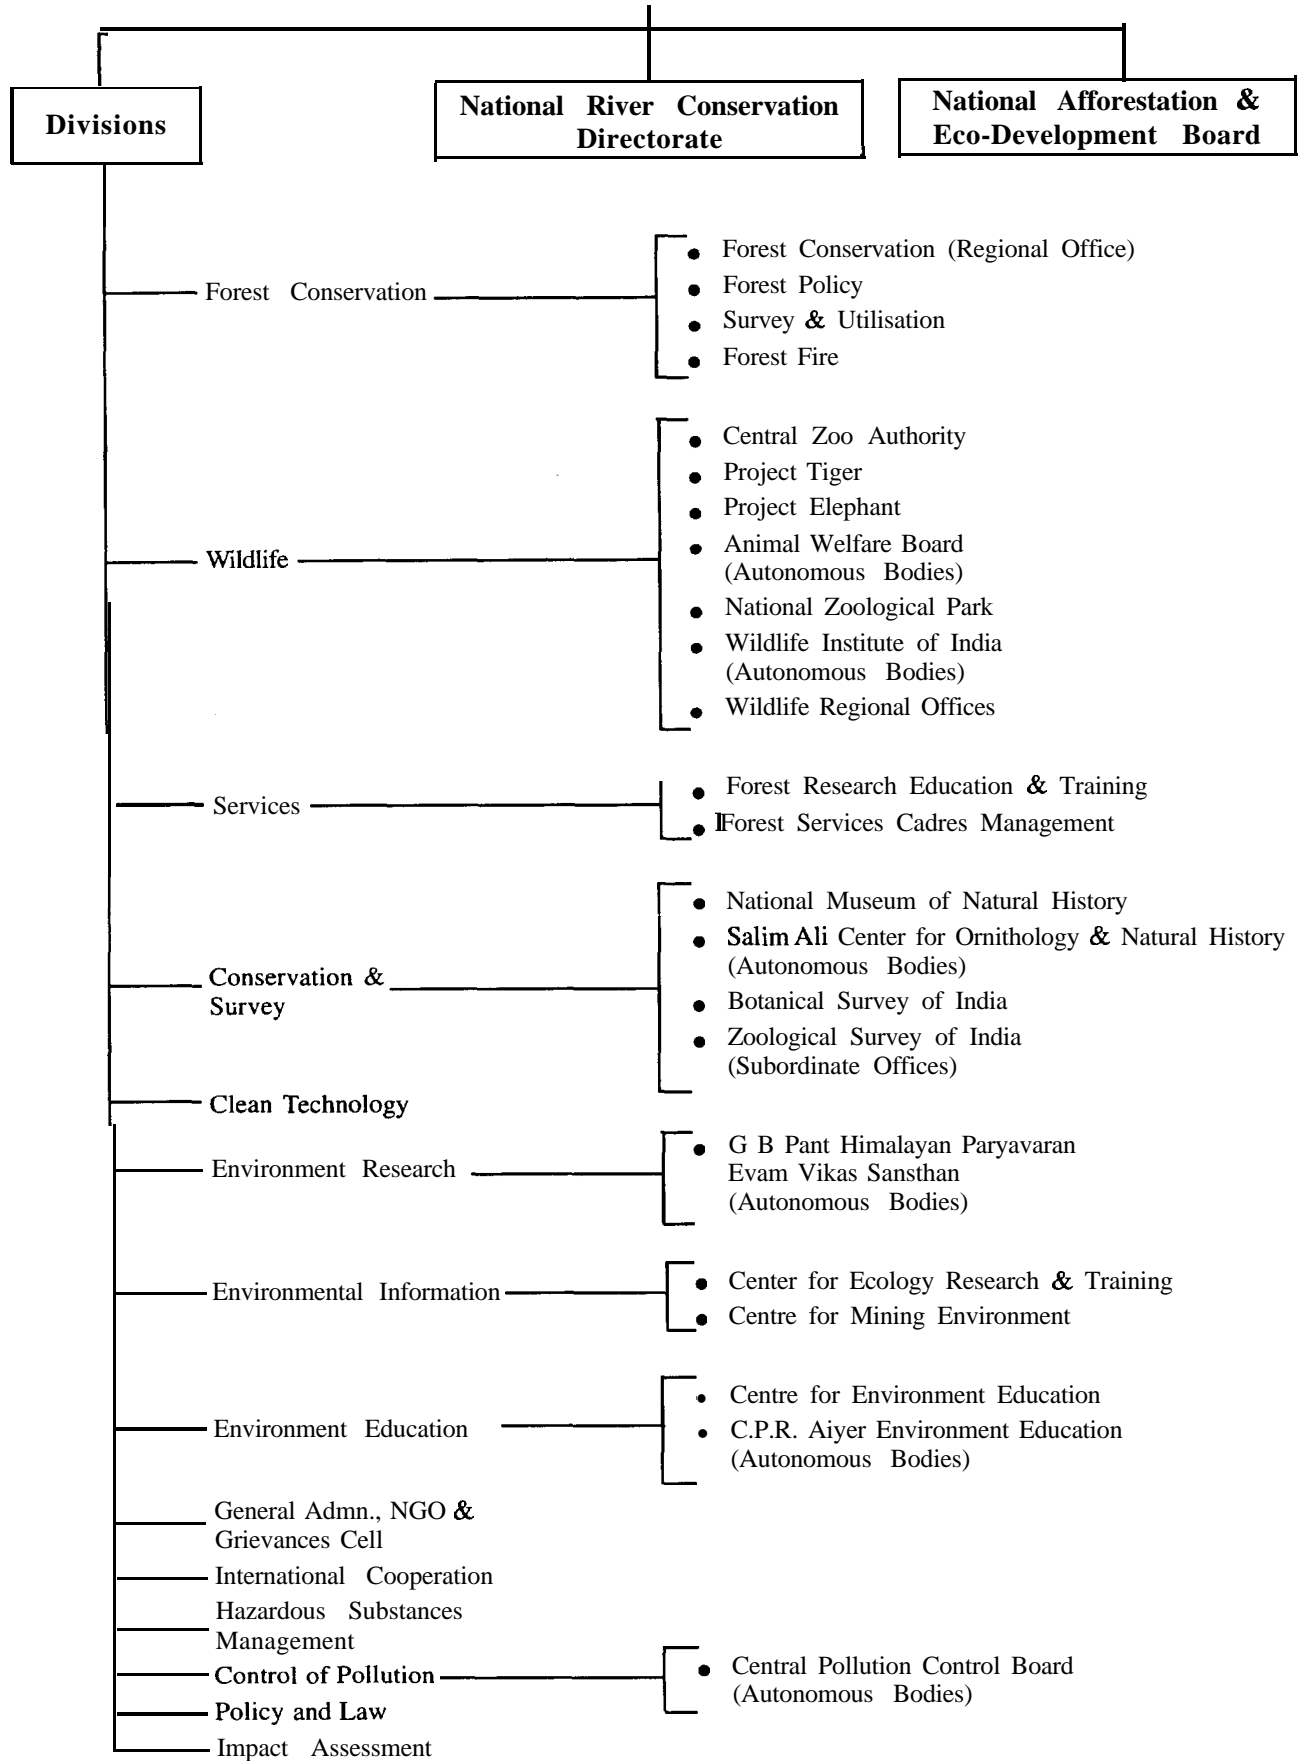 Divisions
National River Conservation
Directorate
National Afforestation &
Eco-Development Board
Forest Conservation
• Forest Conservation (Regional Office)
• Forest Policy
• Survey & Utilisation
• Forest Fire
Wildlife
• Central Zoo Authority
• Project Tiger
• Project Elephant
• Animal Welfare Board
(Autonomous Bodies)
• National Zoological Park
• Wildlife Institute of India
(Autonomous Bodies)
• Wildlife Regional Offices
Services
• Forest Research Education & Training
• Forest Services Cadres Management
Conservation &
Survey
• National Museum of Natural History
• Salim Ali Center for Ornithology & Natural History
(Autonomous Bodies)
• Botanical Survey of India
• Zoological Survey of India
(Subordinate Offices)
Clean Technology
Environment Research
• G B Pant Himalayan Paryavaran
Evam Vikas Sansthan
(Autonomous Bodies)
Environmental Information
• Center for Ecology Research & Training
• Centre for Mining Environment
Environment Education
• Centre for Environment Education
• C.P.R. Aiyer Environment Education
(Autonomous Bodies)
General Admn., NGO &
Grievances Cell
International Cooperation
Hazardous Substances
Management
Control of Pollution
• Central Pollution Control Board
(Autonomous Bodies)
Policy and Law
Impact Assessment